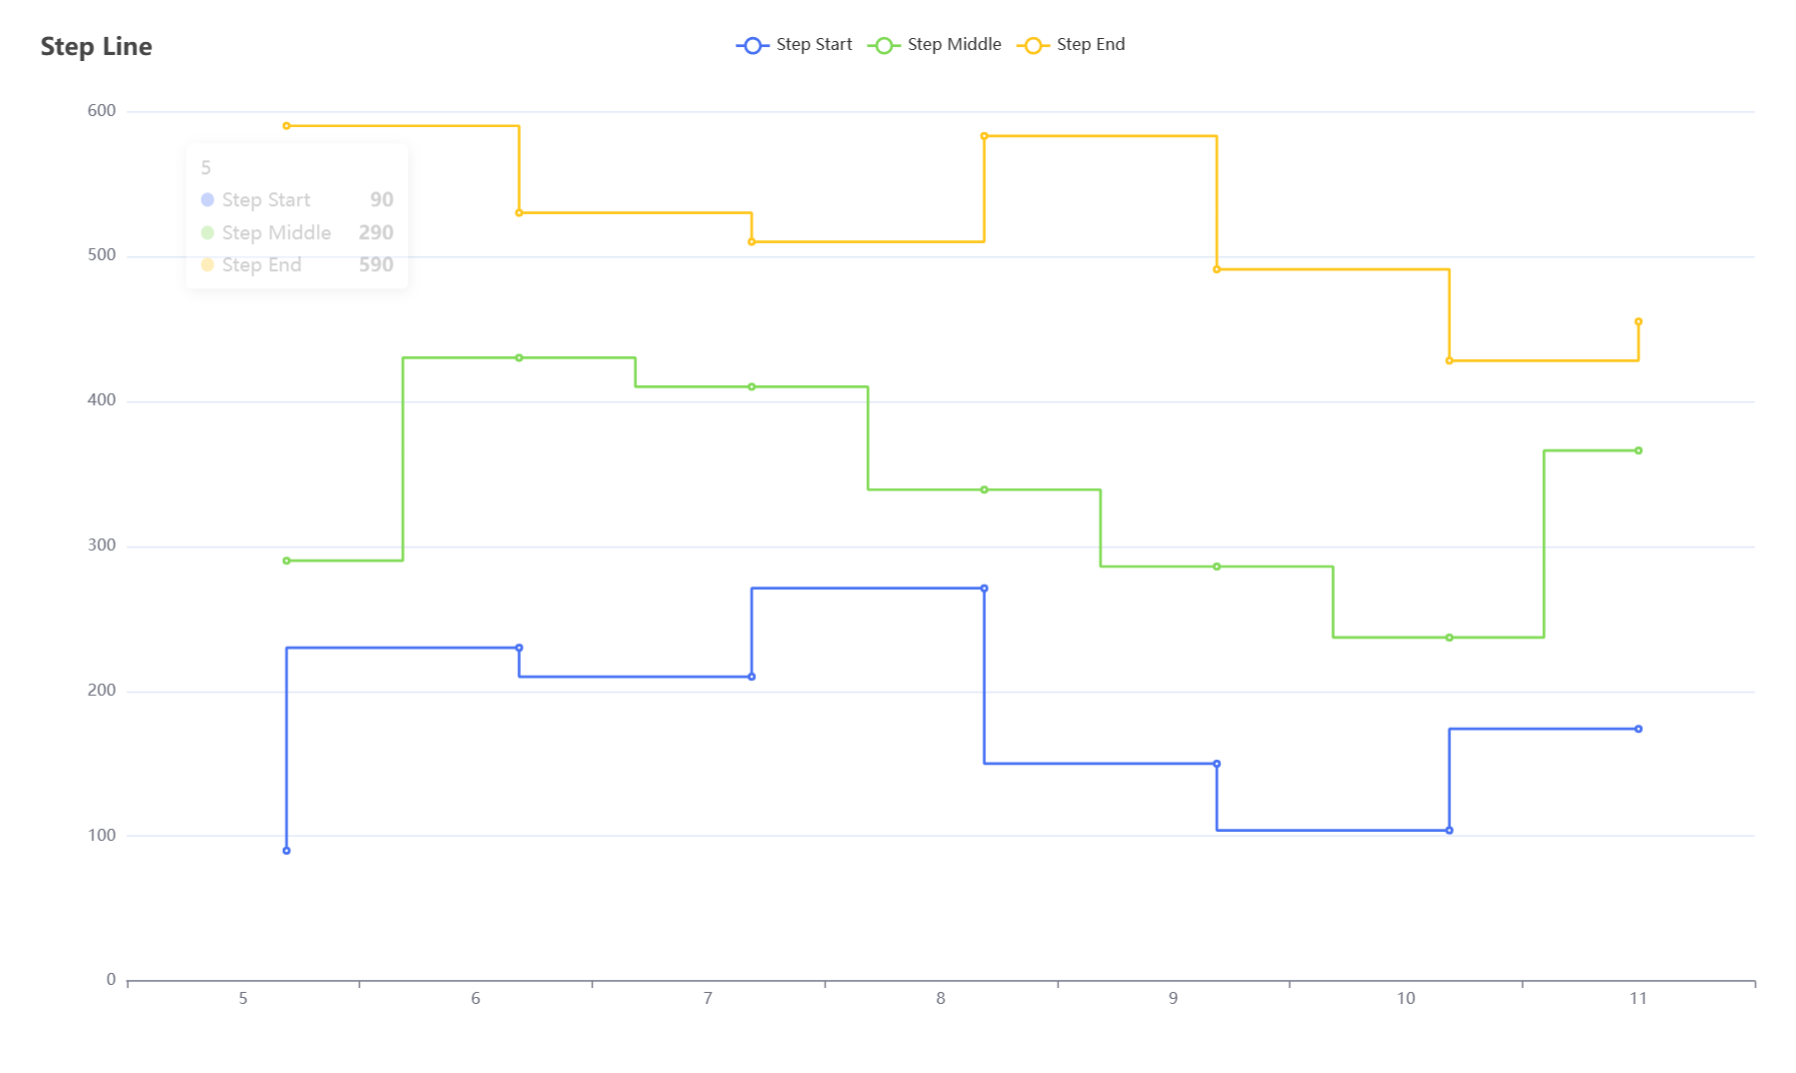 Step Line
Step Start Step Middle Step End
600
5
Step Start 90
Step Middle 290
500
Step End 590
400
300
200
100
0
5 6 7 8 9 10 11